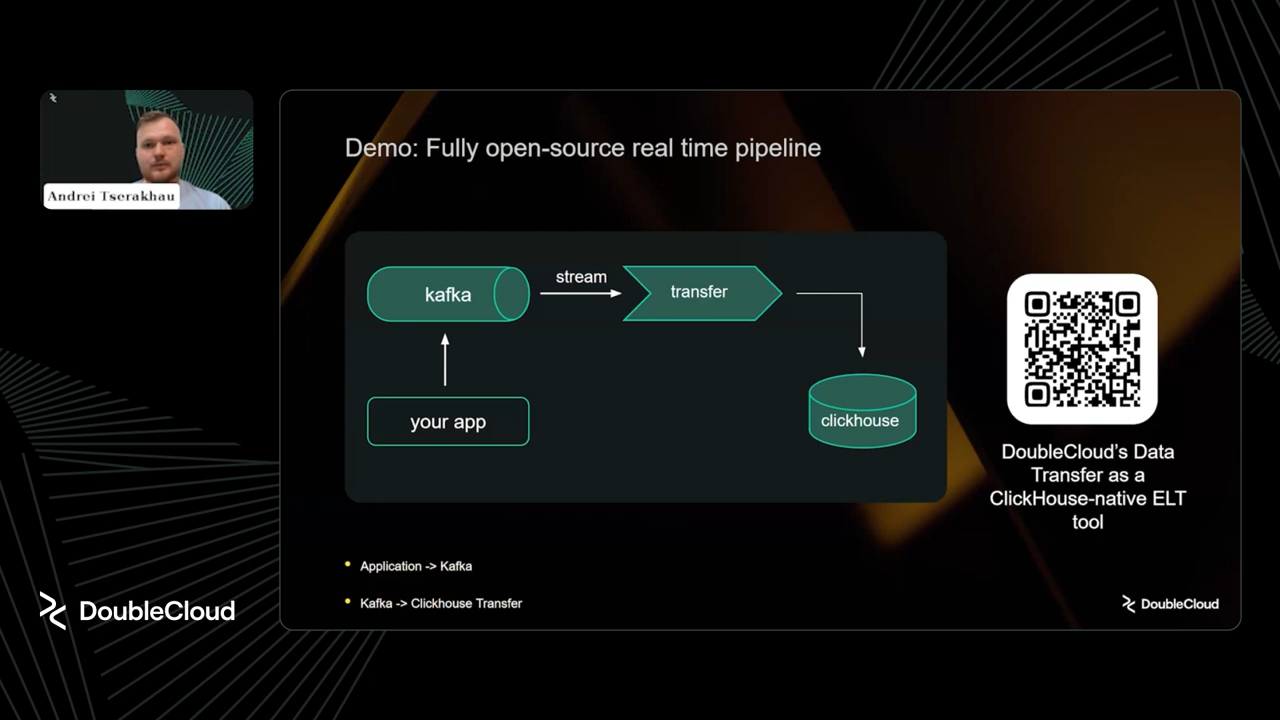 Andrei Tserakhau
Demo: Fully open-source real time pipeline
kafka
stream
transfer
your app
clickhouse
DoubleCloud’s Data
Transfer as a
ClickHouse-native ELT
tool
Application -> Kafka
Kafka -> Clickhouse Transfer
DoubleCloud
DoubleCloud